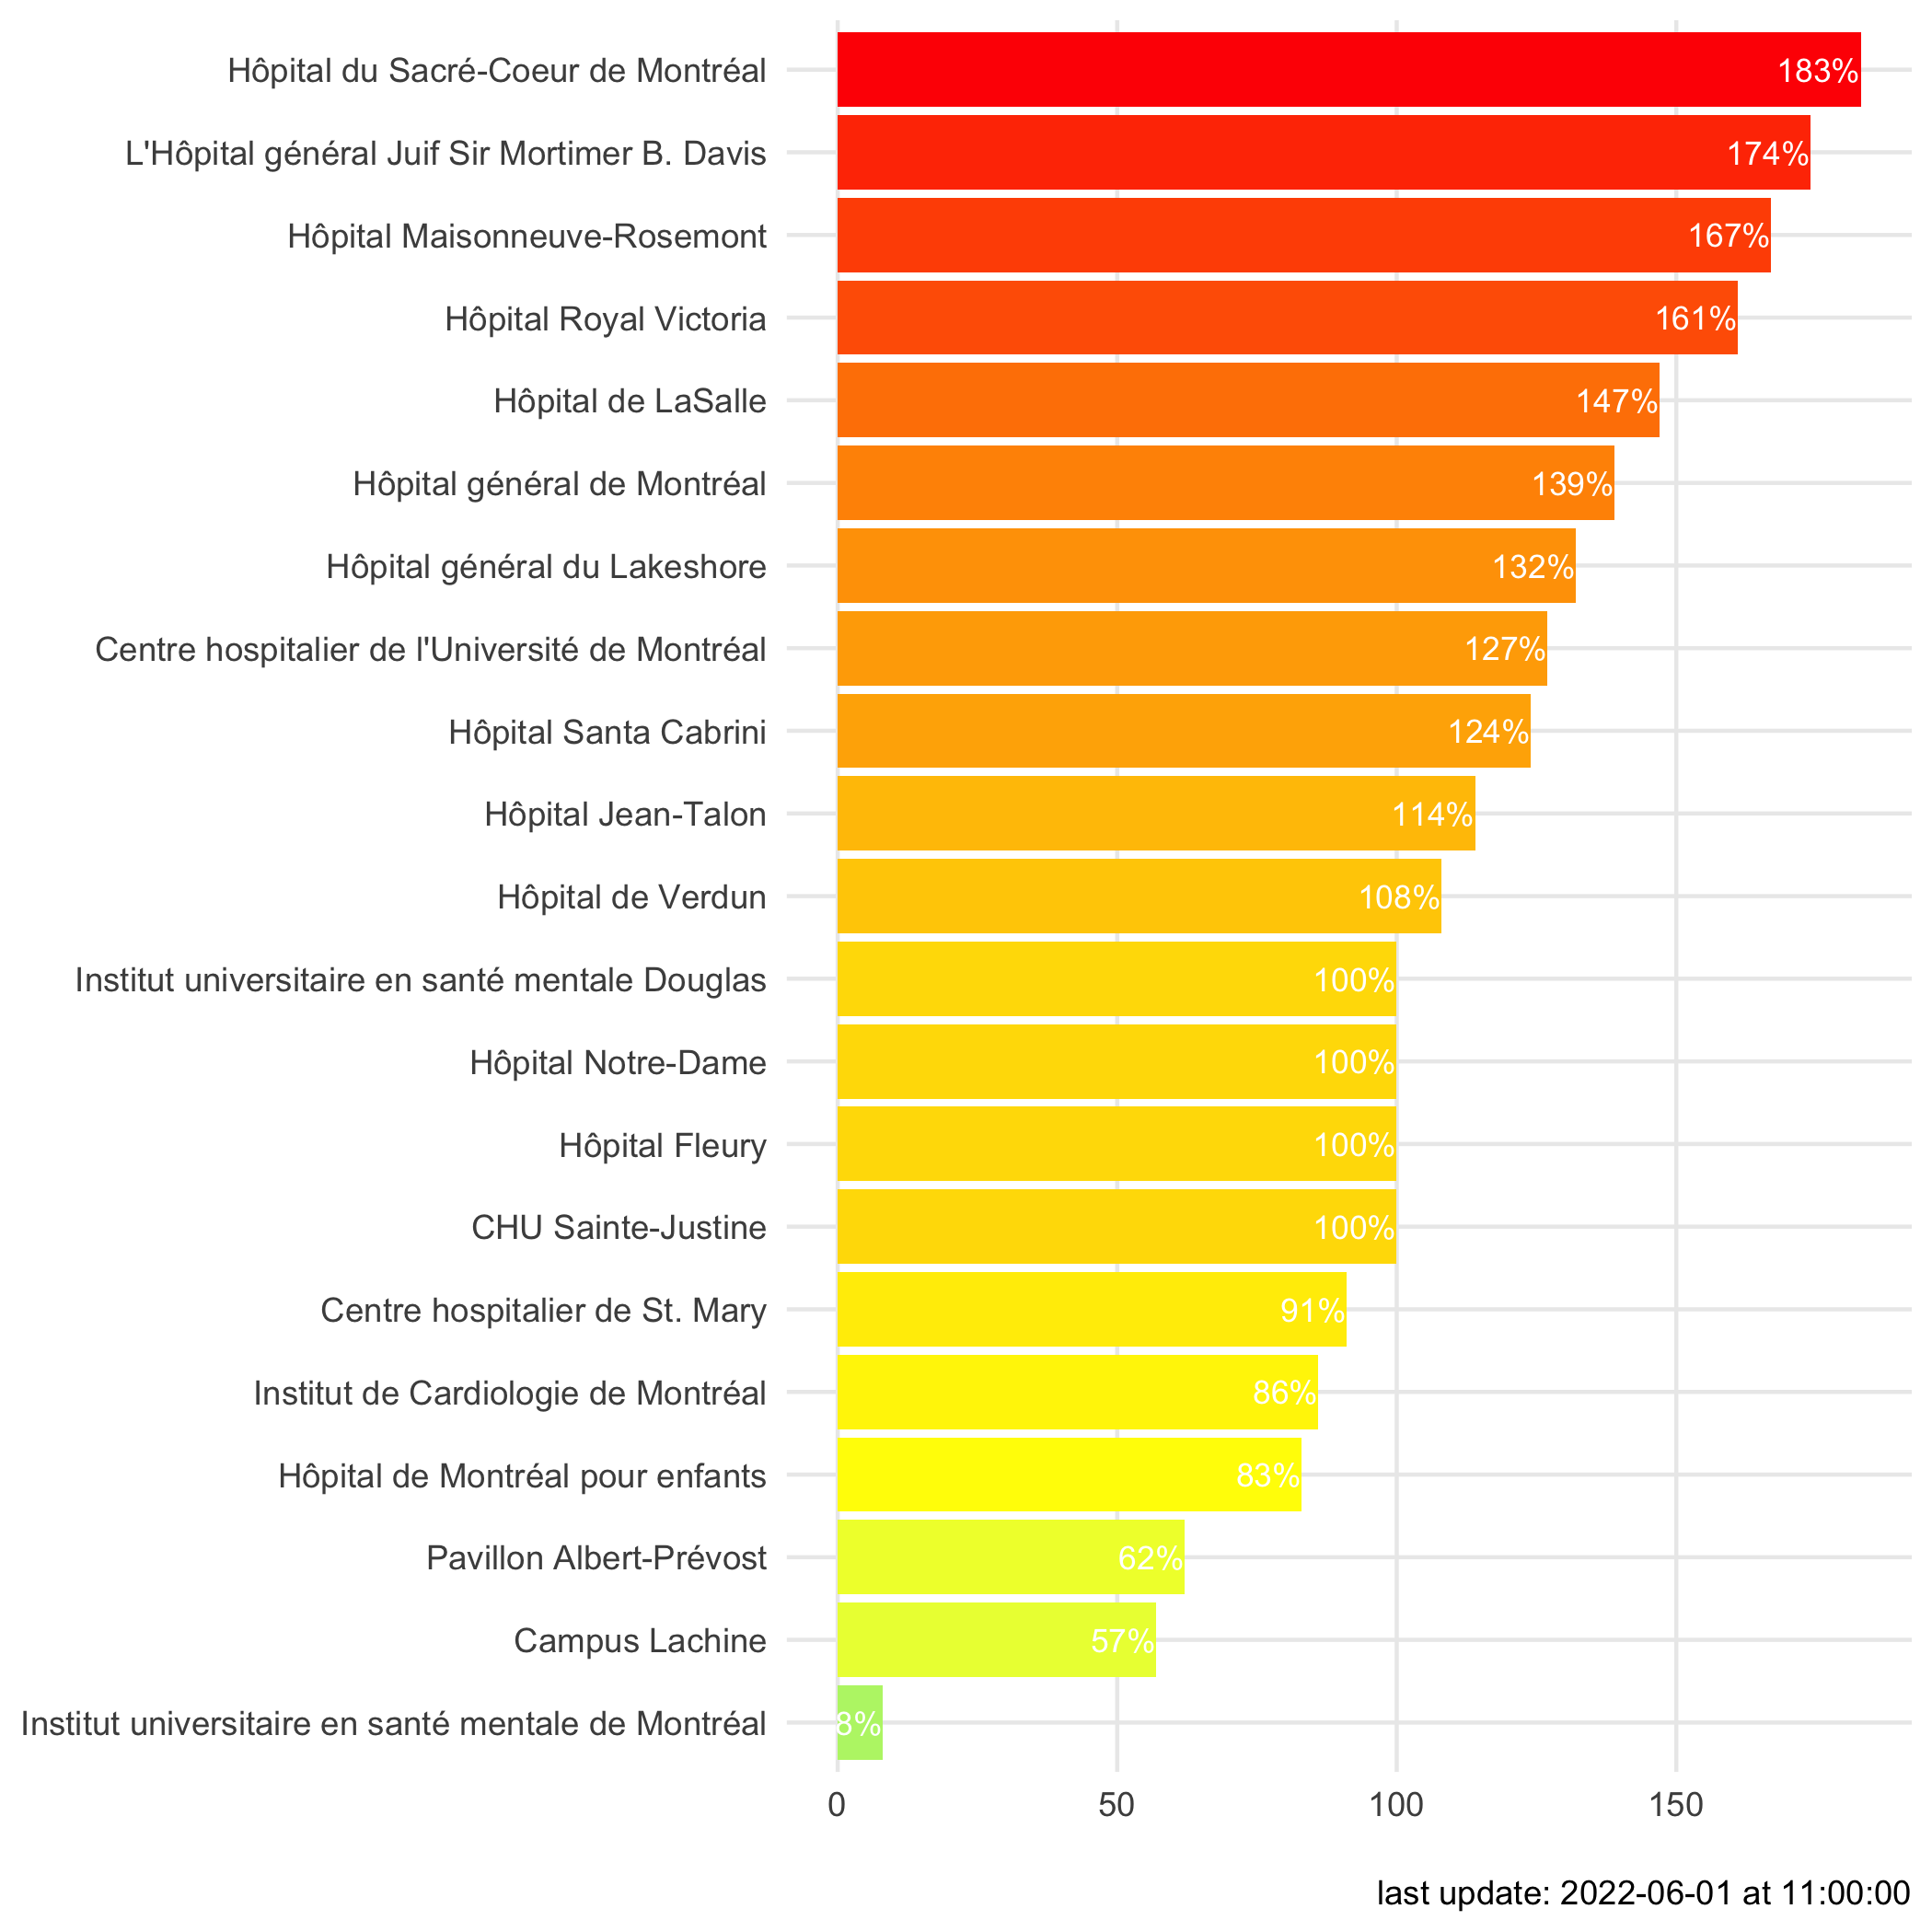 Hôpital du Sacré-Coeur de Montréal 183%
L'Hôpital général Juif Sir Mortimer B. Davis 174%
Hôpital Maisonneuve-Rosemont 167%
Hôpital Royal Victoria 161%
Hôpital de LaSalle 147%
Hôpital général de Montréal 139%
Hôpital général du Lakeshore 132%
Centre hospitalier de l'Université de Montréal 127%
Hôpital Santa Cabrini 124%
Hôpital Jean-Talon 114%
Hôpital de Verdun 108%
Institut universitaire en santé mentale Douglas 100%
Hôpital Notre-Dame 100%
Hôpital Fleury 100%
CHU Sainte-Justine 100%
Centre hospitalier de St. Mary 91%
Institut de Cardiologie de Montréal 86%
Hôpital de Montréal pour enfants 83%
Pavillon Albert-Prévost 62%
Campus Lachine 57%
Institut universitaire en santé mentale de Montréal 8%
0 50 100 150
last update: 2022-06-01 at 11:00:00